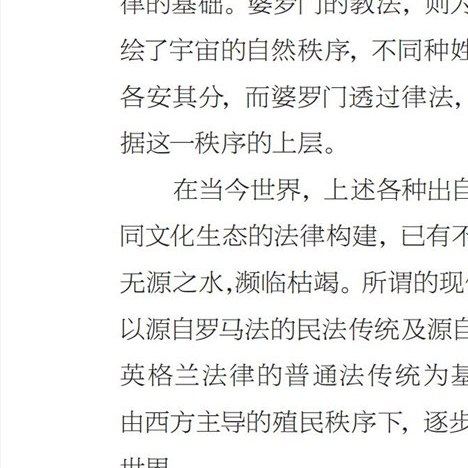 律的基础。婆罗门的教法，则
绘了宇宙的自然秩序，不同种姓
各安其分，而婆罗门透过律法，
据这一秩序的上层。
在当今世界，上述各种出自
同文化生态的法律构建，已有不
无源之水，濒临枯竭。所谓的现
以源自罗马法的民法传统及源自
英格兰法律的普通法传统为基
由西方主导的殖民秩序下，逐步
世界